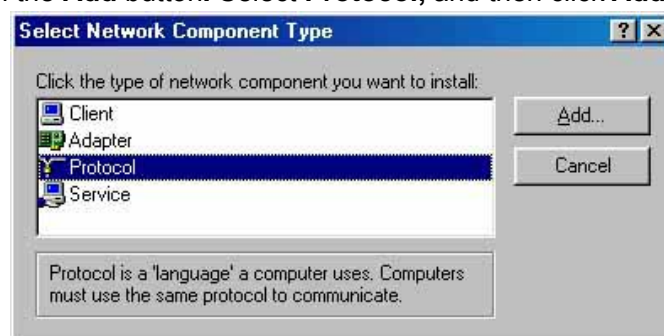 the Add button. Select Protocol, and then click Ad
Select Network Component Type
Click the type of network component you want to install:
Client
Adapter
Protocol
Service
Add...
Cancel
Protocol is a 'language' a computer uses. Computers
must use the same protocol to communicate.